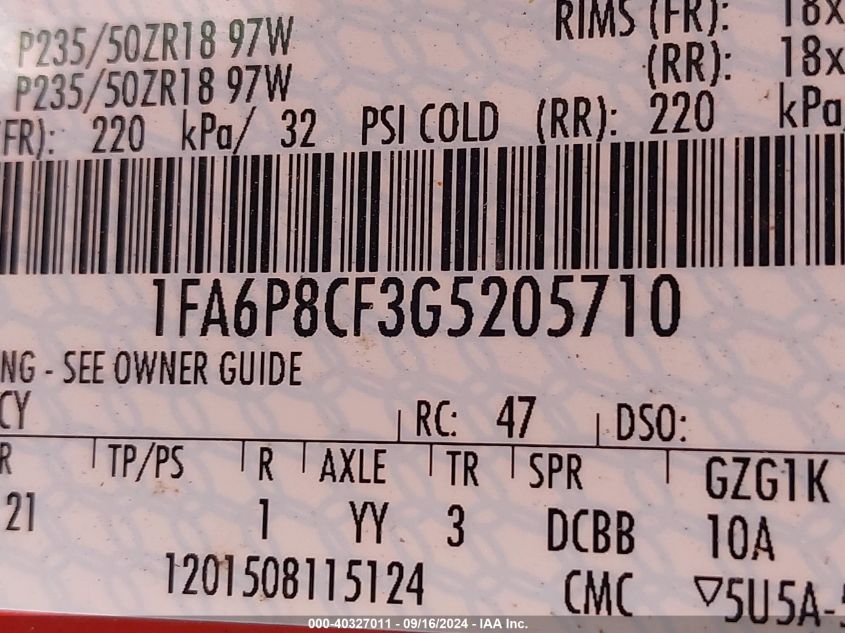 RIMS (FR): 18x
P235/50ZR18 97W
(RR): 18x
P235/50ZR18 97W
FR): 220 kPa/ 32 PSI COLD (RR): 220 kPa
1FA6P8CF3G5205710
NG - SEE OWNER GUIDE
CY RC: 47 DSO:
R TP/PS R AXLE TR SPR GZG1K
21 1 YY 3 DCBB 10A
1201508115124 CMC ▽5U5A-
000-40327011 - 09/16/2024 - IAA Inc.